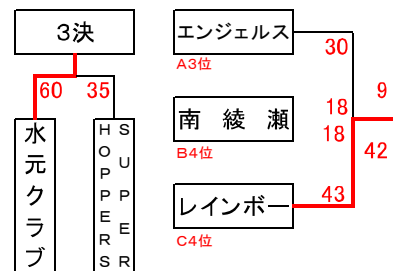 3決
60 35
水元クラブ
SUPER
HOPPERS
エンジェルス
A3位
30
南 綾 瀬
B4位
18
18
レインボー
C4位
43
9
42